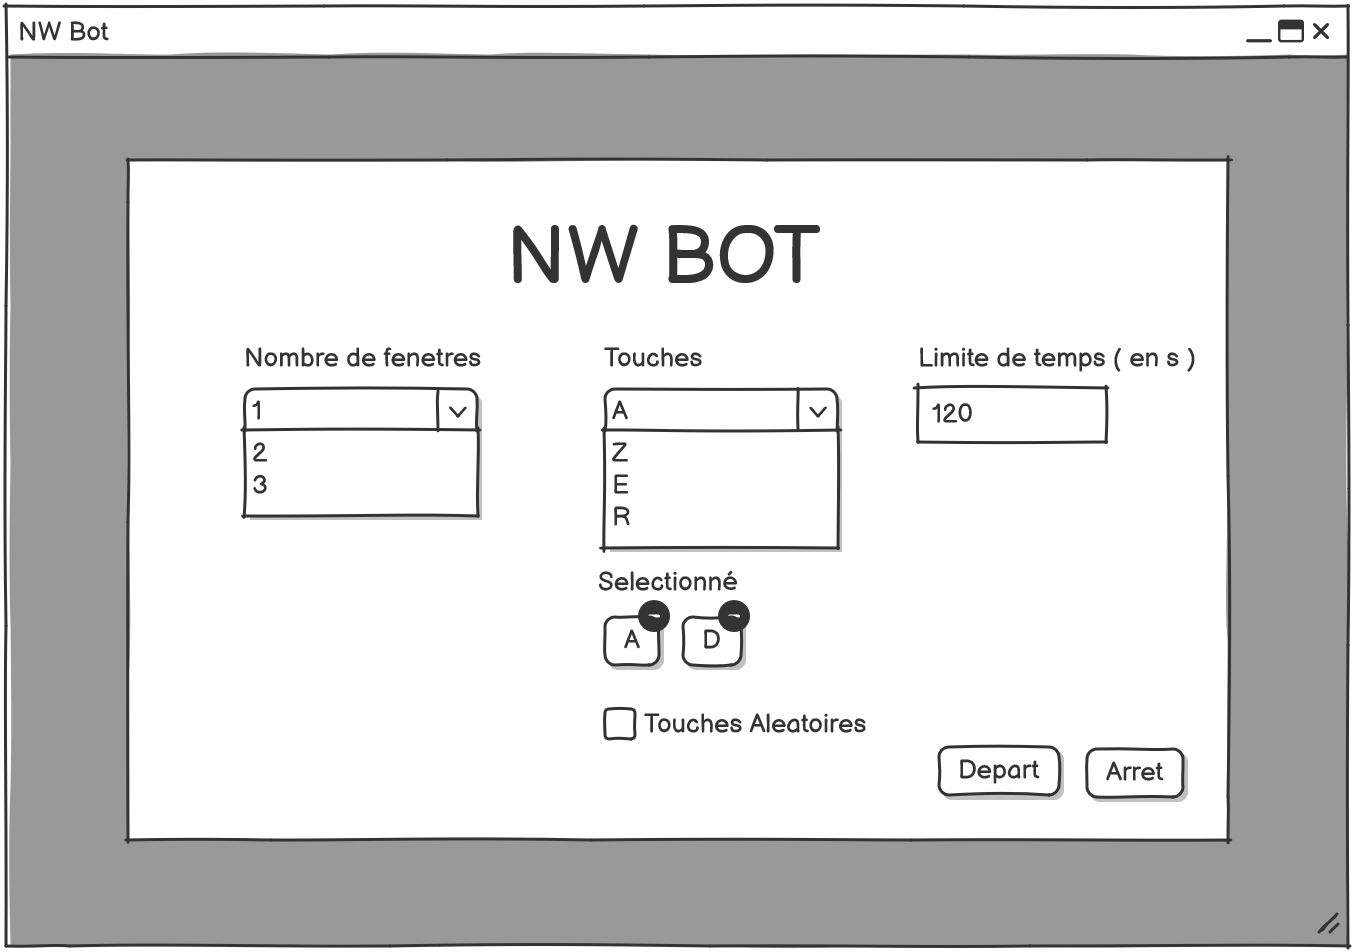 NW Bot
NW BOT
Nombre de fenetres
1
2
3
Touches
A
Z
E
R
Selectionné
A
D
Touches Aleatoires
Limite de temps ( en s )
120
Depart
Arret